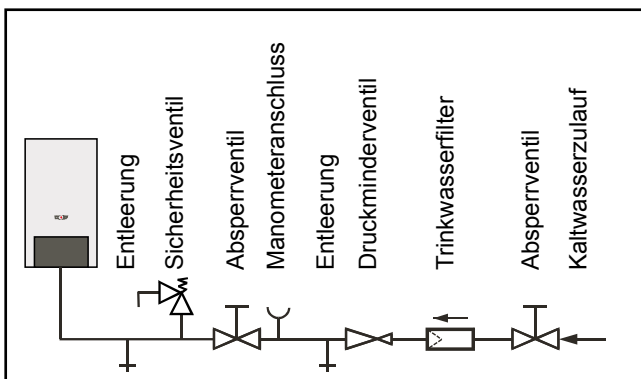 Entleerung
Sicherheitsventil
Absperrventil
Manometeranschluss
Entleerung
Druckminderventil
Trinkwasserfilter
Absperrventil
Kaltwasserzulauf